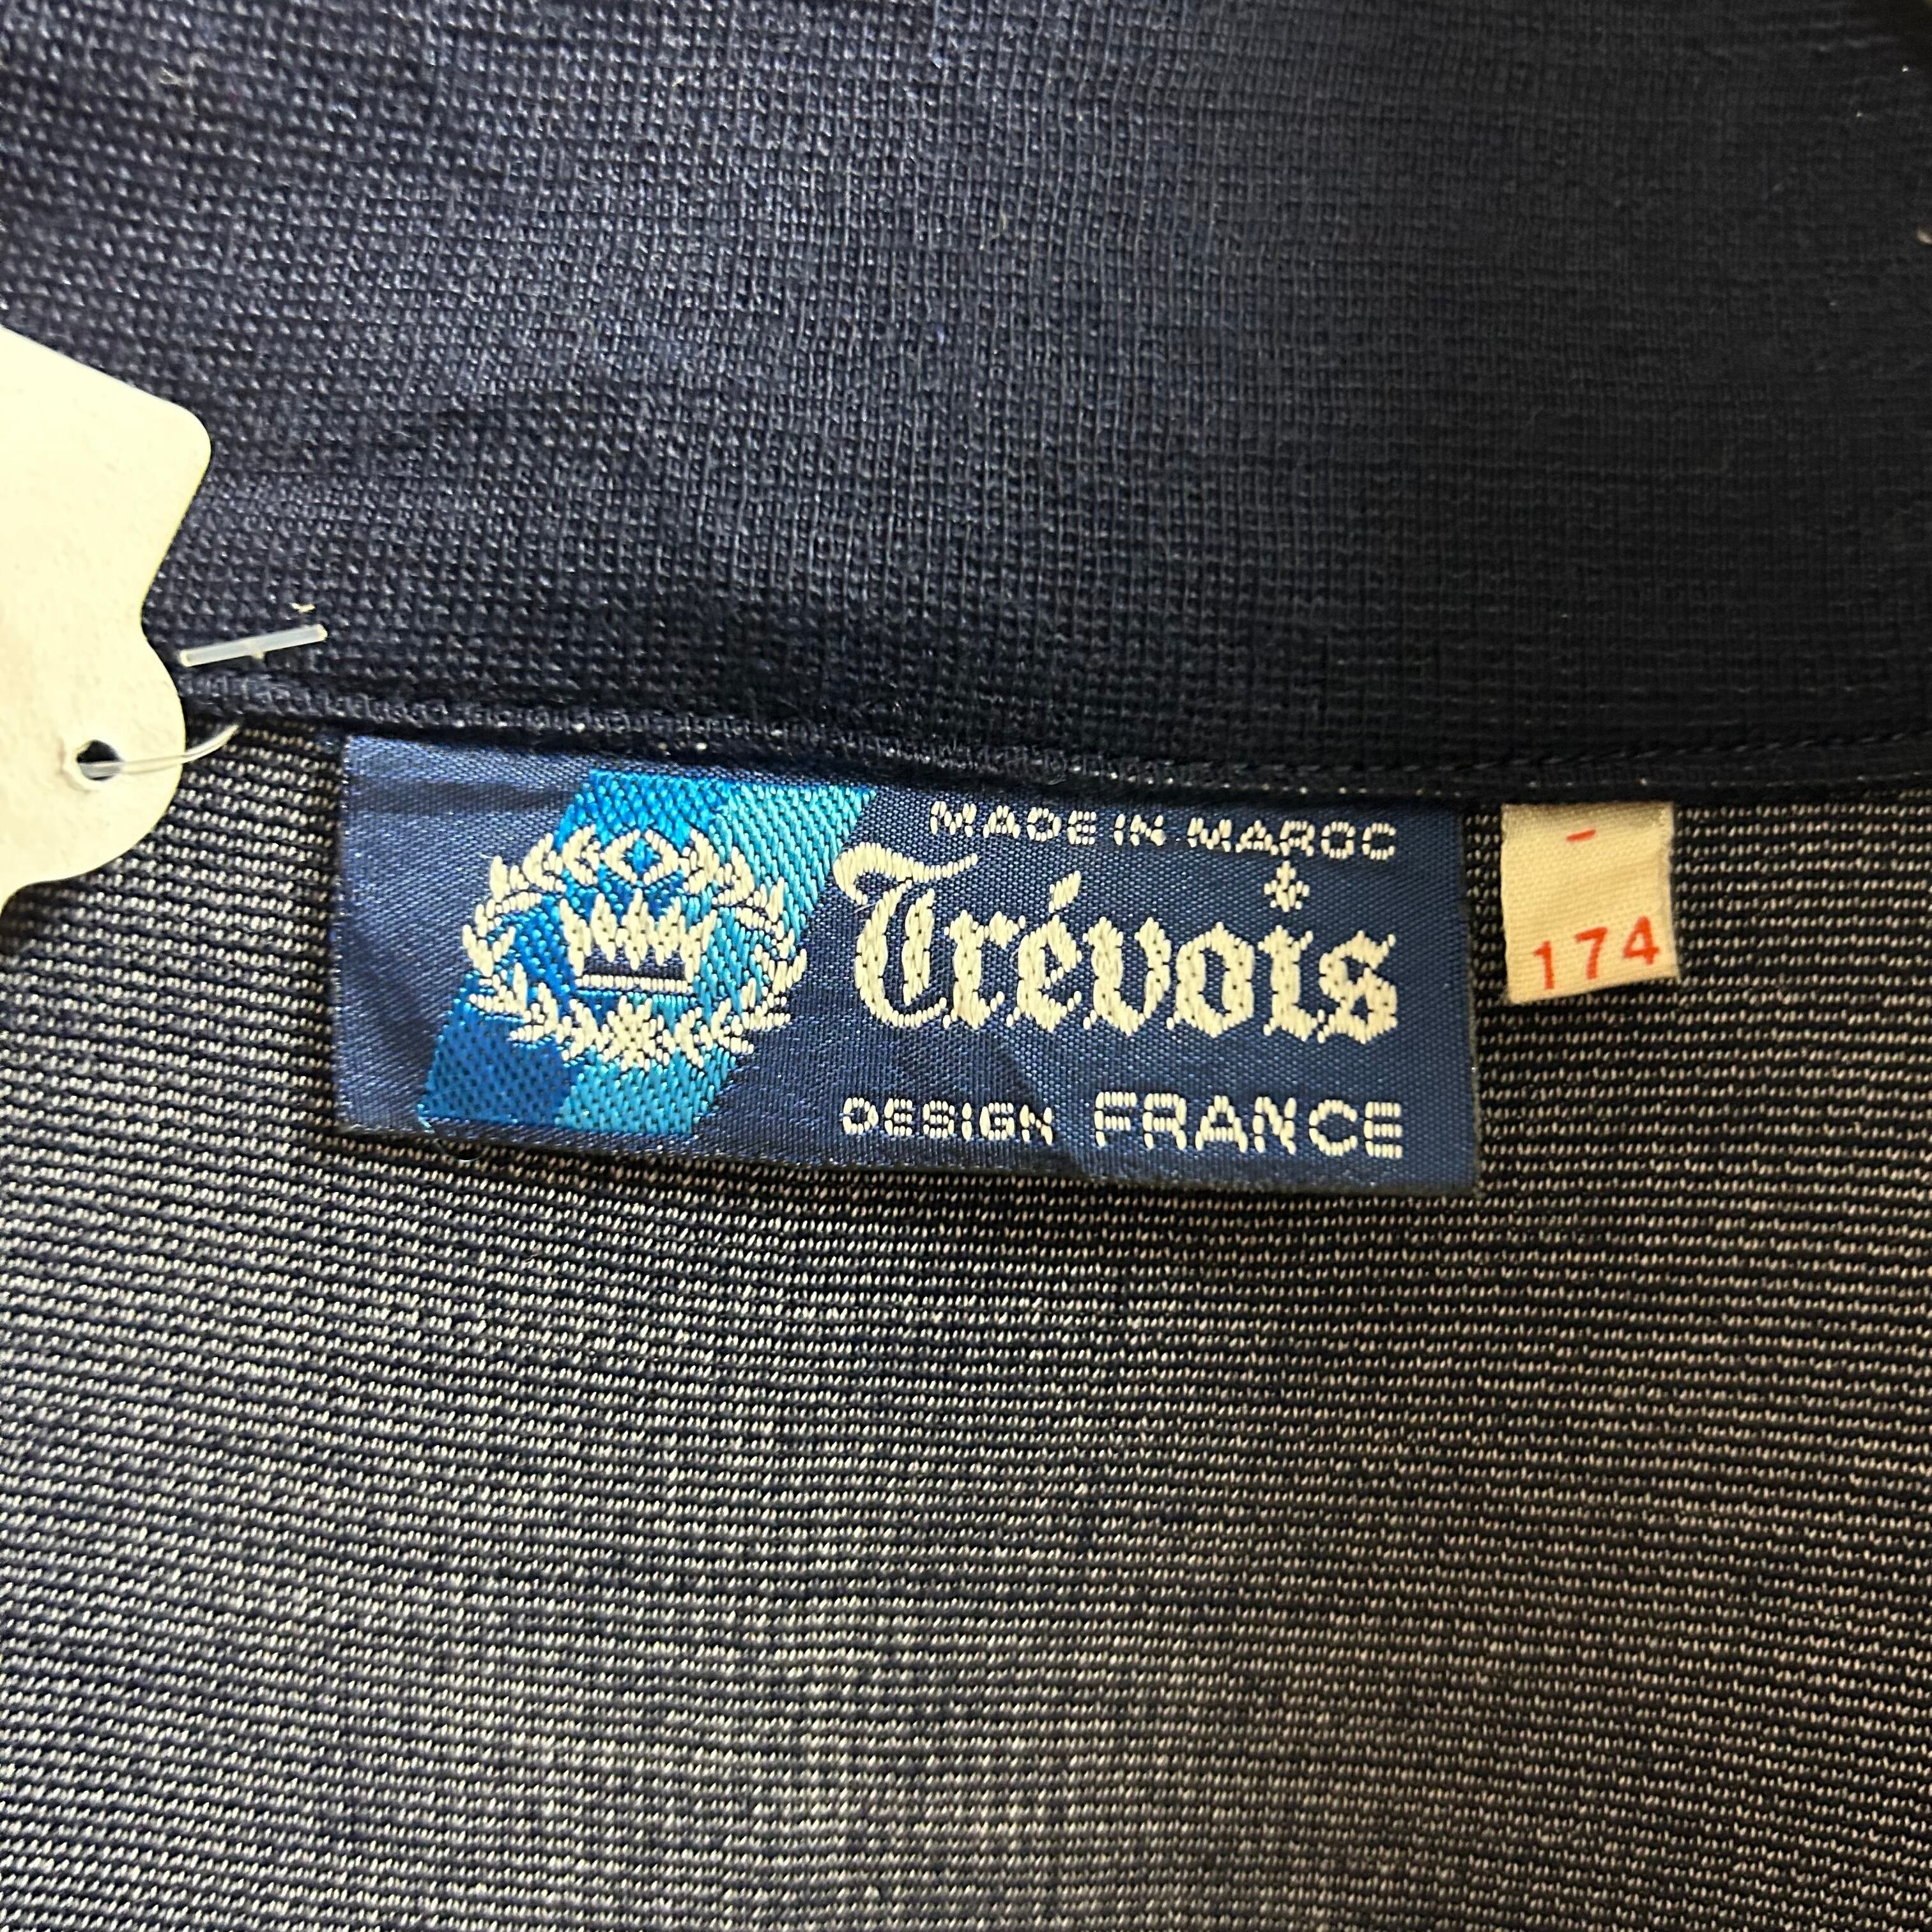 MADE IN MAROC
Trévois
DESIGN FRANCE
-
174